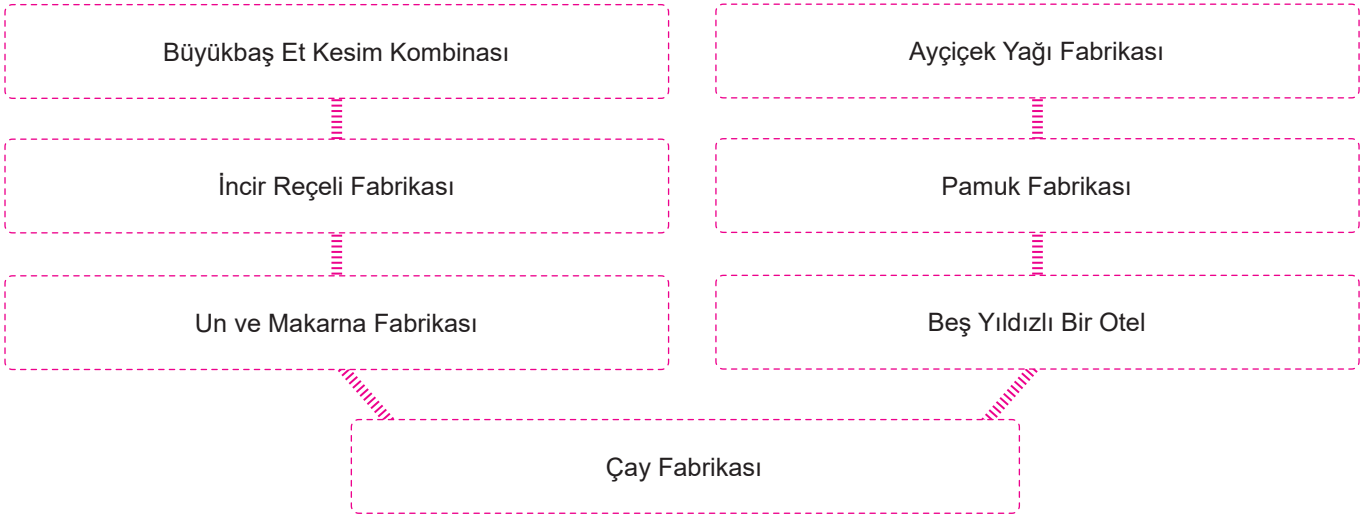 Büyükbaş Et Kesim Kombinası
Ayçiçek Yağı Fabrikası
İncir Reçeli Fabrikası
Pamuk Fabrikası
Un ve Makarna Fabrikası
Beş Yıldızlı Bir Otel
Çay Fabrikası